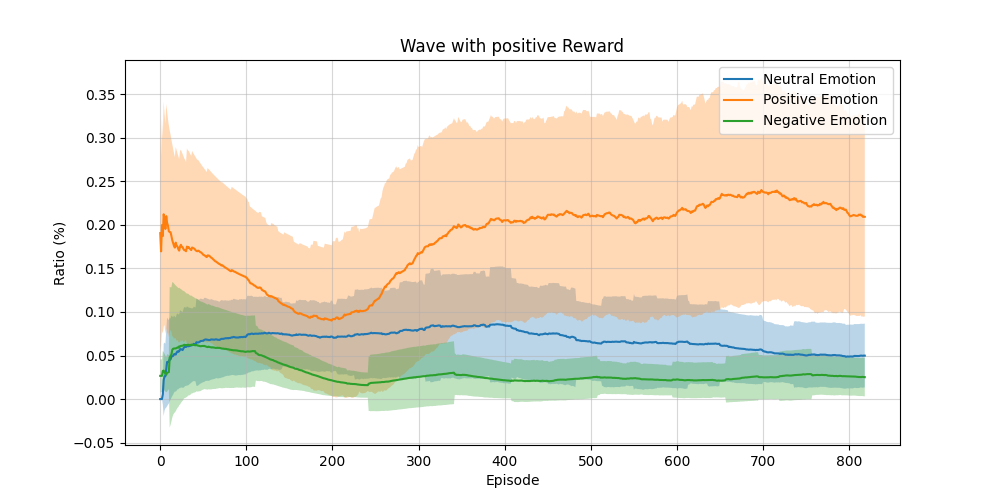 Wave with positive Reward
Neutral Emotion
Positive Emotion
Negative Emotion
Ratio (%)
0.35
0.30
0.25
0.20
0.15
0.10
0.05
0.00
−0.05
0 100 200 300 400 500 600 700 800
Episode